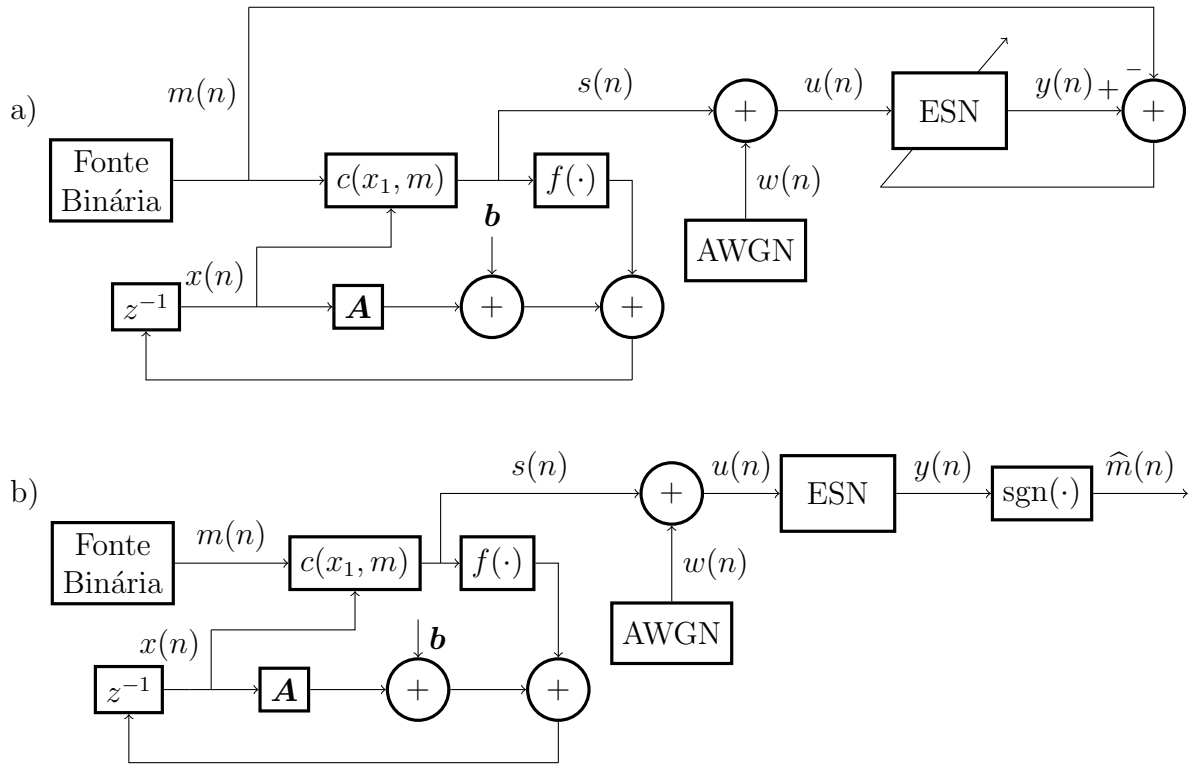 a)
m(n)
s(n)
u(n)
y(n)
+
−
+
ESN
+
Fonte
Binária
c(x₁, m)
f(·)
w(n)
b
AWGN
x(n)
z⁻¹
A
+
+
b)
s(n)
u(n)
y(n)
m̂(n)
+
ESN
sgn(·)
Fonte
Binária
m(n)
c(x₁, m)
f(·)
w(n)
AWGN
b
x(n)
z⁻¹
A
+
+